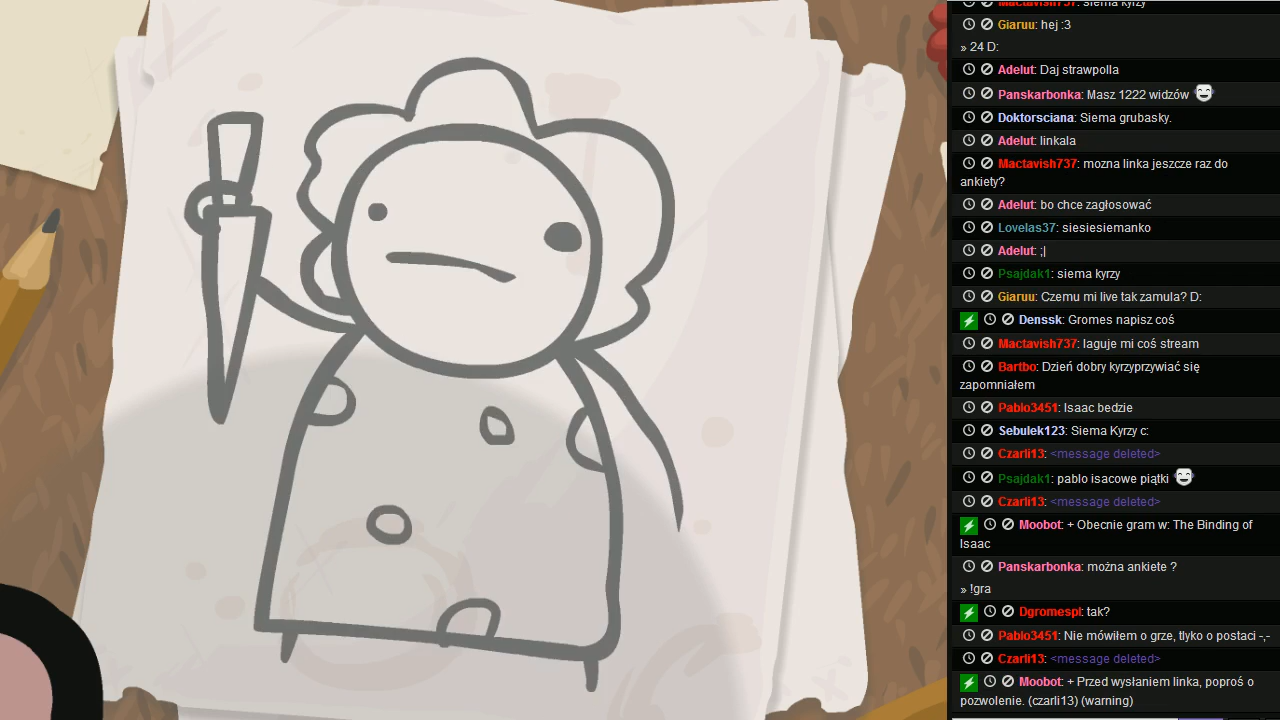 Mactavish737: siema kyrzy
Giaruu: hej :3
» 24 D:
Adelut: Daj strawpolla
Panskarbonka: Masz 1222 widzów
Doktorsciana: Siema grubasky.
Adelut: linkala
Mactavish737: mozna linka jeszcze raz do
ankiety?
Adelut: bo chce zagłosować
Lovelas37: siesiesiemanko
Adelut: ;|
Psajdak1: siema kyrzy
Giaruu: Czemu mi live tak zamula? D:
Denssk: Gromes napisz coś
Mactavish737: laguje mi coś stream
Bartbo: Dzień dobry kyrzyprzywiać się
zapomniałem
Pablo3451: Isaac bedzie
Sebulek123: Siema Kyrzy c:
Czarli13: <message deleted>
Psajdak1: pablo isacowe piątki
Czarli13: <message deleted>
Moobot: + Obecnie gram w: The Binding of
Isaac
Panskarbonka: można ankiete ?
» !gra
Dgromespl: tak?
Pablo3451: Nie mówiłem o grze, tlyko o postaci -,-
Czarli13: <message deleted>
Moobot: + Przed wysłaniem linka, poproś o
pozwolenie. (czarli13) (warning)